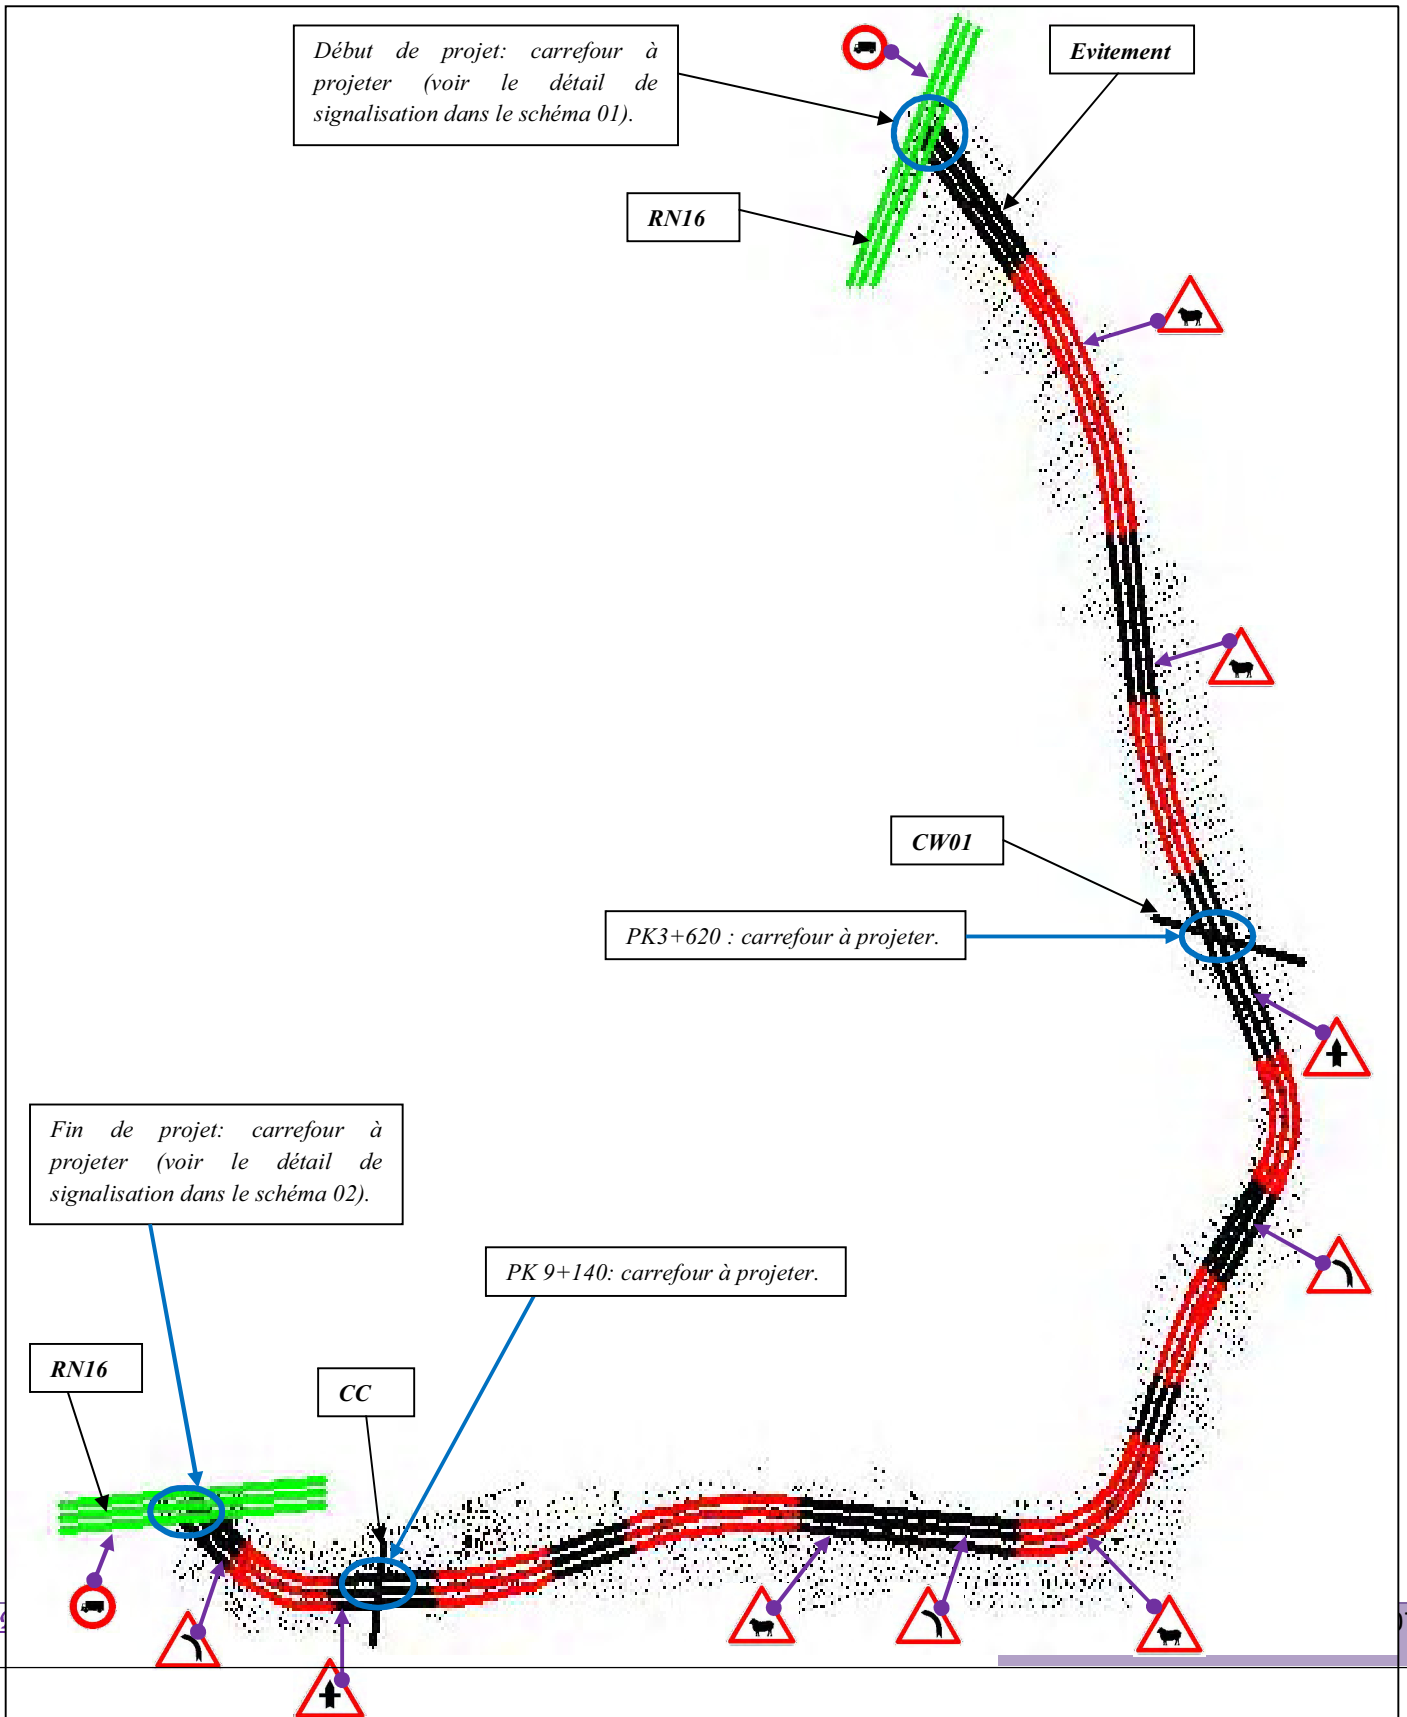 Début de projet: carrefour à
projeter (voir le détail de
signalisation dans le schéma 01).
Evitement
RN16
CW01
PK3+620 : carrefour à projeter.
Fin de projet: carrefour à
projeter (voir le détail de
signalisation dans le schéma 02).
PK 9+140: carrefour à projeter.
RN16
CC